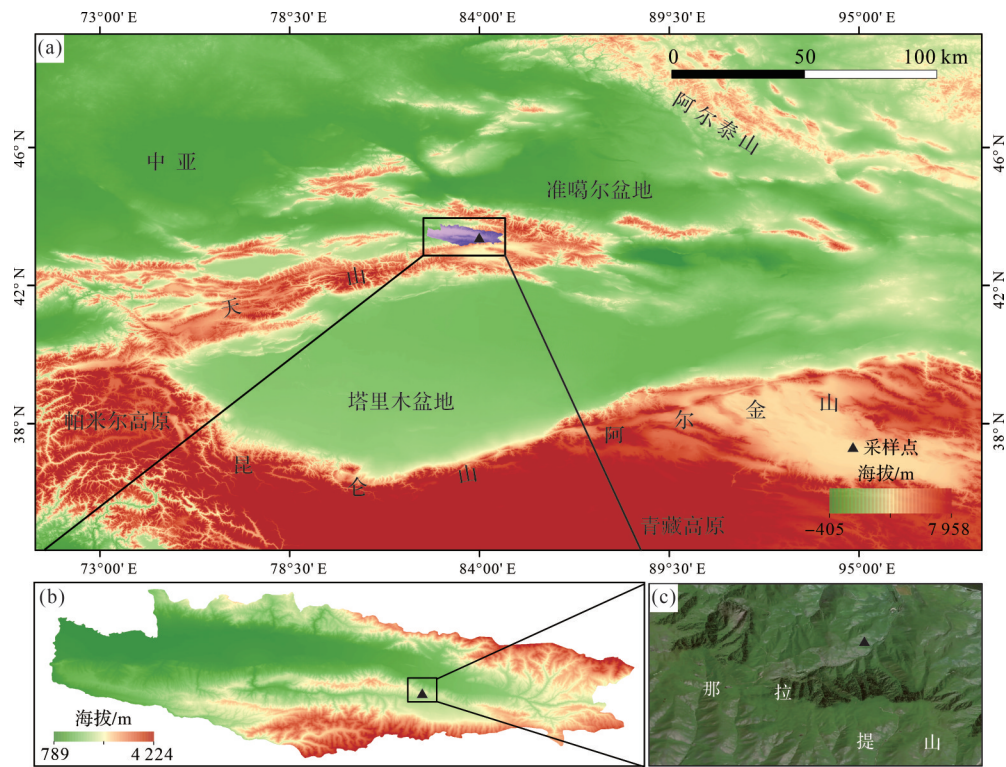 73°00′ E 78°30′ E 84°00′ E 89°30′ E 95°00′ E
(a)
0 50 100 km
阿尔泰山
46°N
46°N
中亚
准噶尔盆地
42°N
42°N
天山
塔里木盆地
帕米尔高原
38°N
38°N
阿尔金山
昆仑山
采样点
海拔/m
-405 7 958
青藏高原
73°00′ E 78°30′ E 84°00′ E 89°30′ E 95°00′ E
(b)
海拔/m
789 4 224
(c)
那拉提山